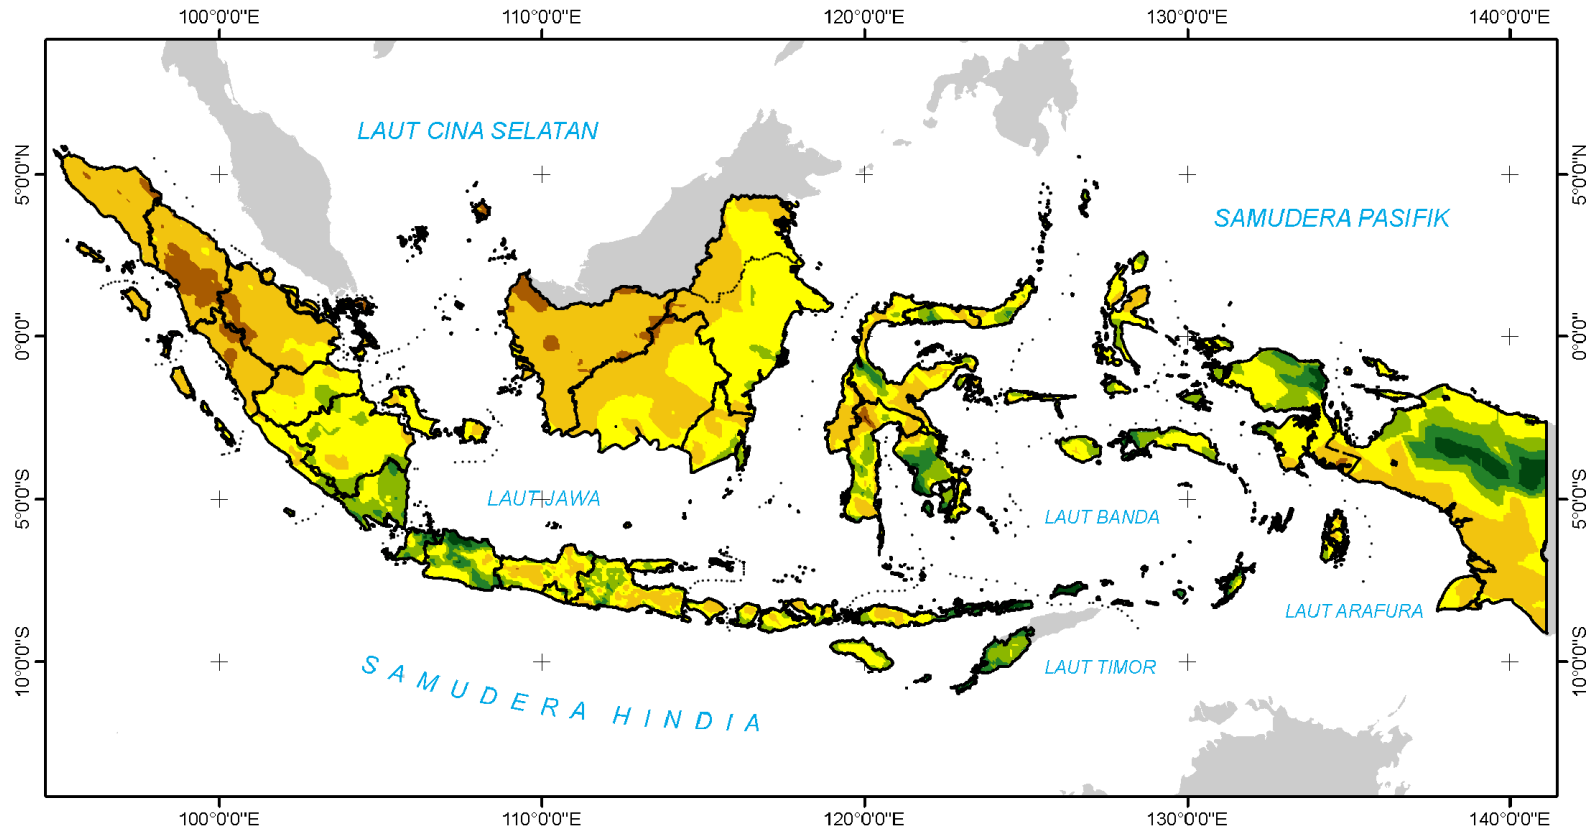 100°0'0"E 110°0'0"E 120°0'0"E 130°0'0"E 140°0'0"E
LAUT CINA SELATAN
5°0'0"N 5°0'0"N
SAMUDERA PASIFIK
0°0'0" 0°0'0"
LAUT JAWA
5°0'0"S 5°0'0"S
LAUT BANDA
LAUT ARAFURA
10°0'0"S 10°0'0"S
LAUT TIMOR
SAMUDERA HINDIA
100°0'0"E 110°0'0"E 120°0'0"E 130°0'0"E 140°0'0"E